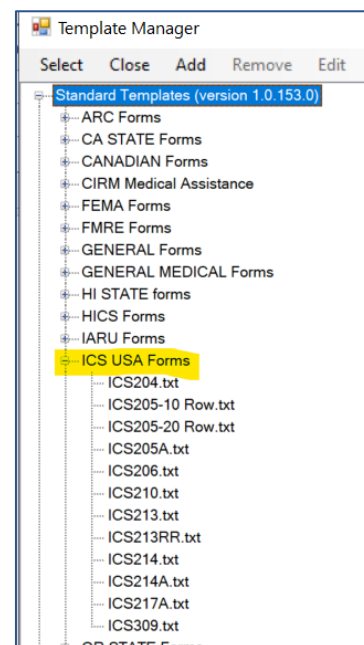 Template Manager
Select Close Add Remove Edit
Standard Templates (version 1.0.153.0)
ARC Forms
CA STATE Forms
CANADIAN Forms
CIRM Medical Assistance
FEMA Forms
FMRE Forms
GENERAL Forms
GENERAL MEDICAL Forms
HI STATE forms
HICS Forms
IARU Forms
ICS USA Forms
ICS204.txt
ICS205-10 Row.txt
ICS205-20 Row.txt
ICS205A.txt
ICS206.txt
ICS210.txt
ICS213.txt
ICS213RR.txt
ICS214.txt
ICS214A.txt
ICS217A.txt
ICS309.txt
OR STATE Forms